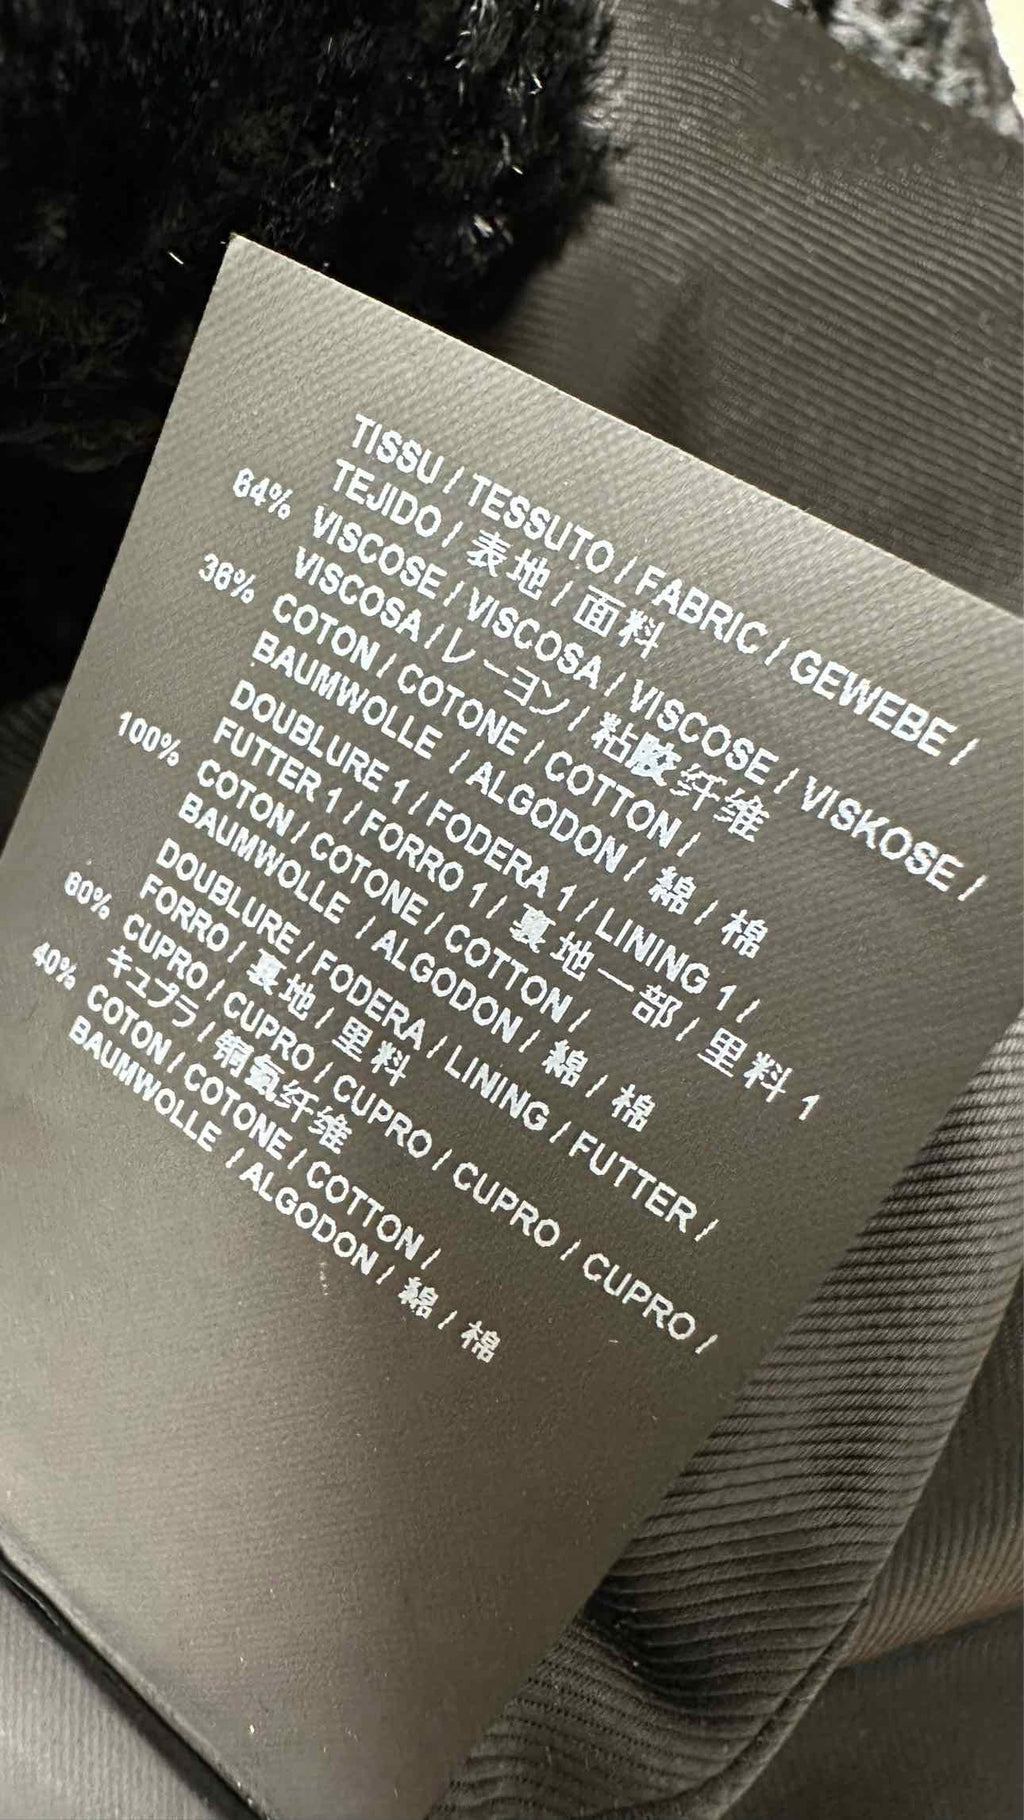 TISSU / TESSUTO / FABRIC / GEWEBE /
TEJIDO / 表地 / 面料
64% VISCOSE / VISCOSA / VISCOSE / VISKOSE /
VISCOSA / レーヨン / 粘胶纤维
36% COTON / COTONE / COTTON /
BAUMWOLLE / ALGODON / 綿 / 棉
DOUBLURE 1 / FODERA 1 / LINING 1 /
FUTTER 1 / FORRO 1 / 裏地一部 / 里料 1
100% COTON / COTONE / COTTON /
BAUMWOLLE / ALGODON / 綿 / 棉
DOUBLURE / FODERA / LINING / FUTTER /
FORRO / 裏地 / 里料
60% CUPRO / CUPRO / CUPRO / CUPRO / CUPRO /
キュプラ / 铜氨纤维
40% COTON / COTONE / COTTON /
BAUMWOLLE / ALGODON / 綿 / 棉